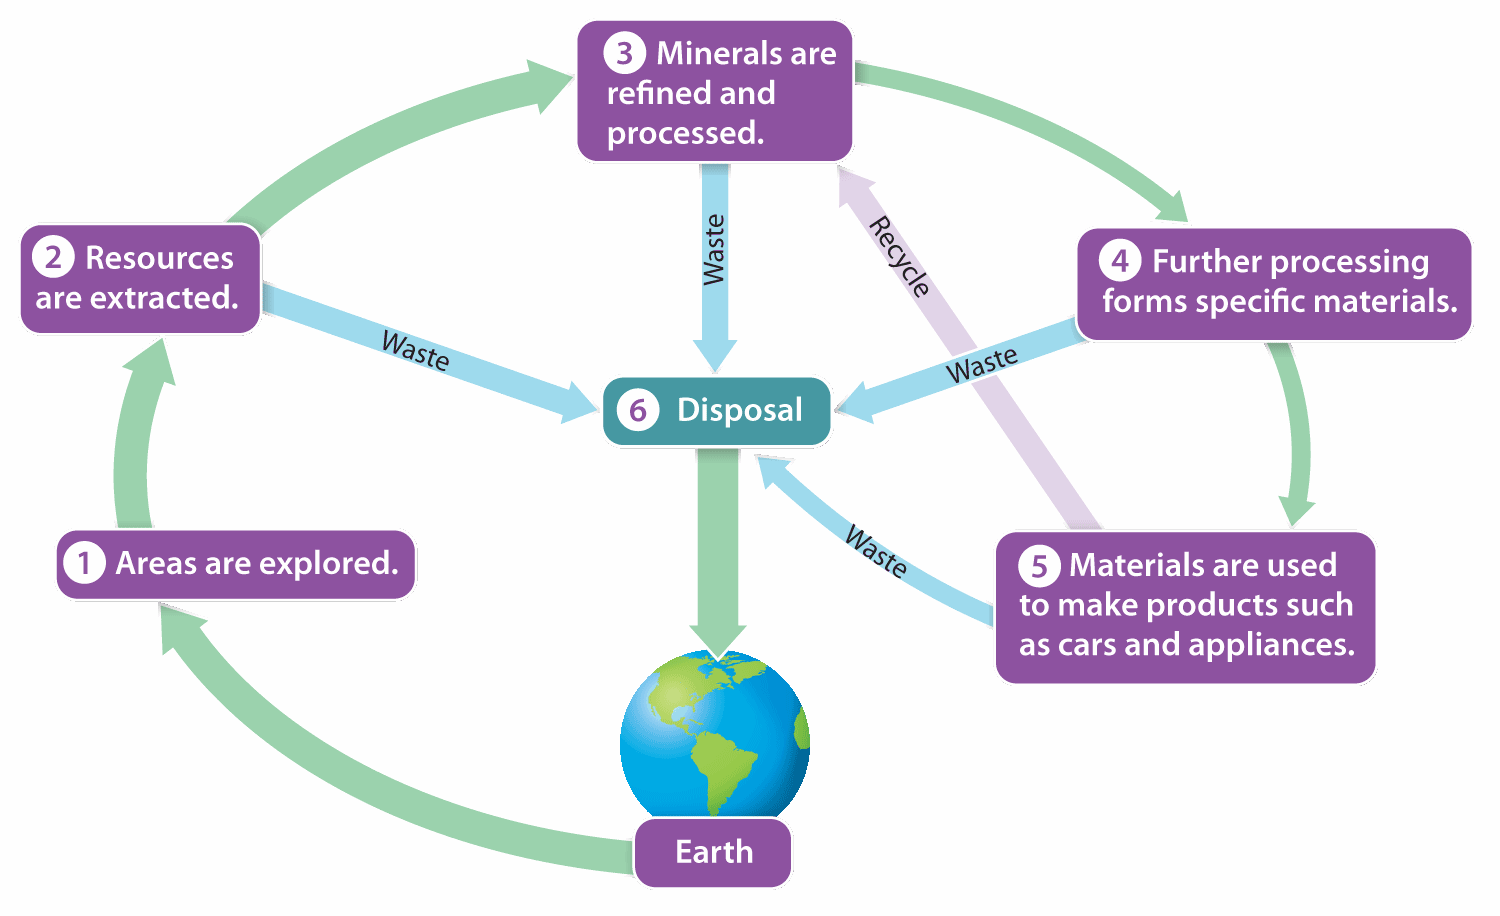 3 Minerals are
refined and
processed.
2 Resources
are extracted.
Waste
Waste
Recycle
4 Further processing
forms specific materials.
Waste
6 Disposal
1 Areas are explored.
Waste
5 Materials are used
to make products such
as cars and appliances.
Earth